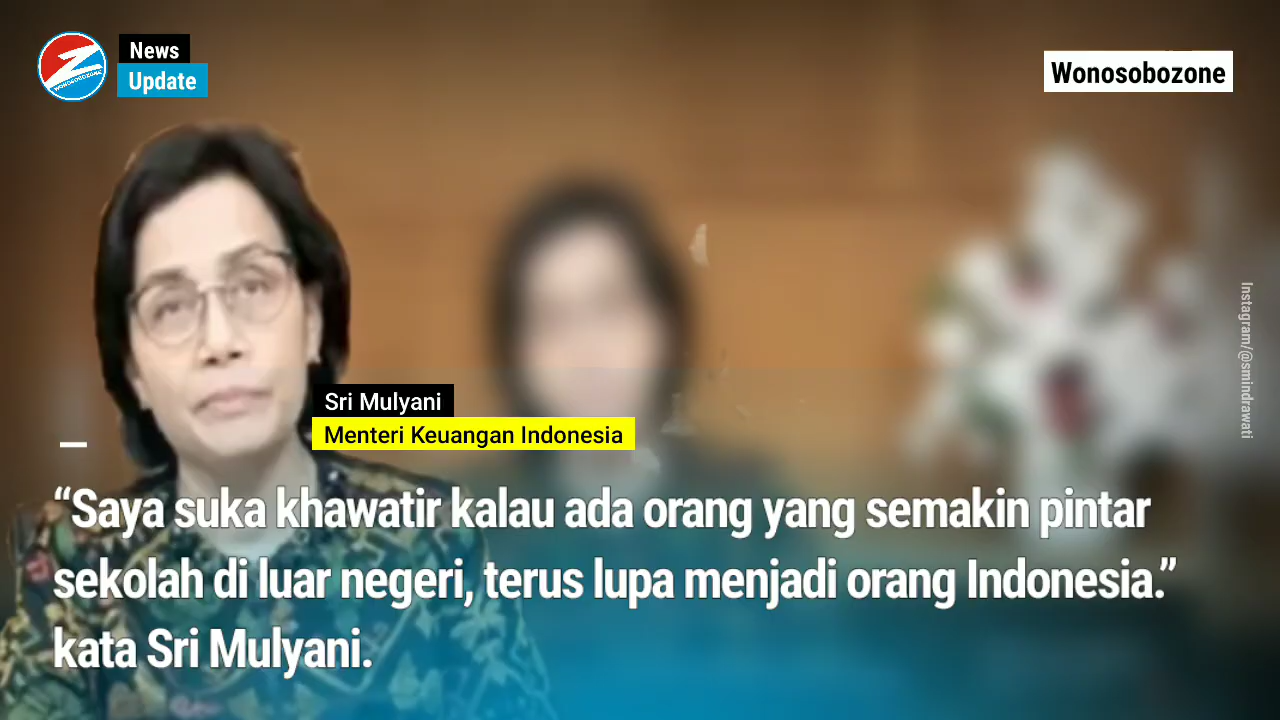 News
Update
WONOSOBOZONE
Wonosobozone
Instagram/@smindrawati
Sri Mulyani
Menteri Keuangan Indonesia
“Saya suka khawatir kalau ada orang yang semakin pintar
sekolah di luar negeri, terus lupa menjadi orang Indonesia.”
kata Sri Mulyani.